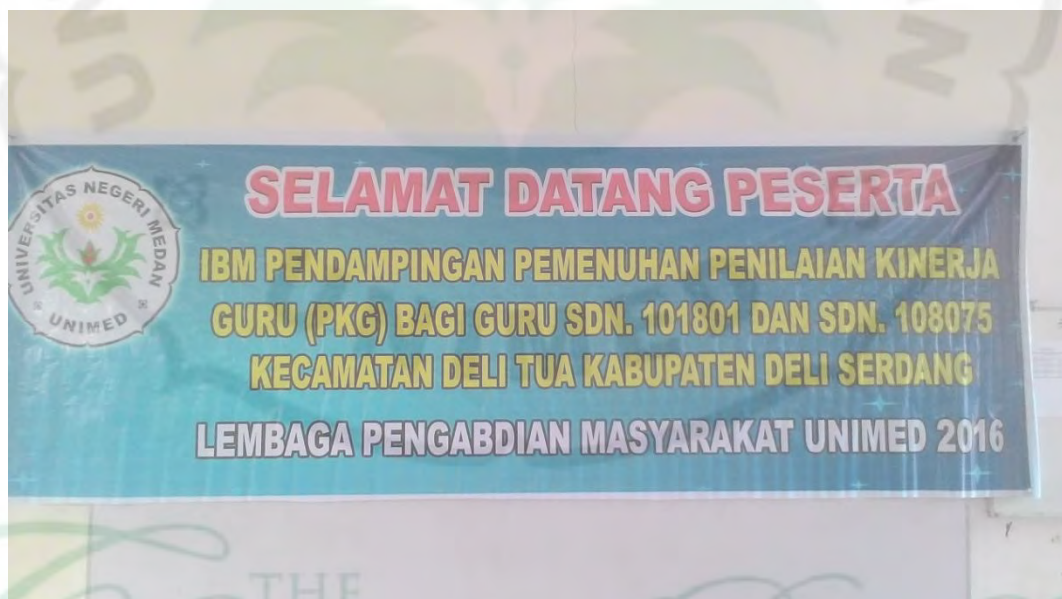 UNIVERSITAS NEGERI MEDAN
UNIMED
SELAMAT DATANG PESERTA
IBM PENDAMPINGAN PEMENUHAN PENILAIAN KINERJA
GURU (PKG) BAGI GURU SDN. 101801 DAN SDN. 108075
KECAMATAN DELI TUA KABUPATEN DELI SERDANG
LEMBAGA PENGABDIAN MASYARAKAT UNIMED 2016
THE